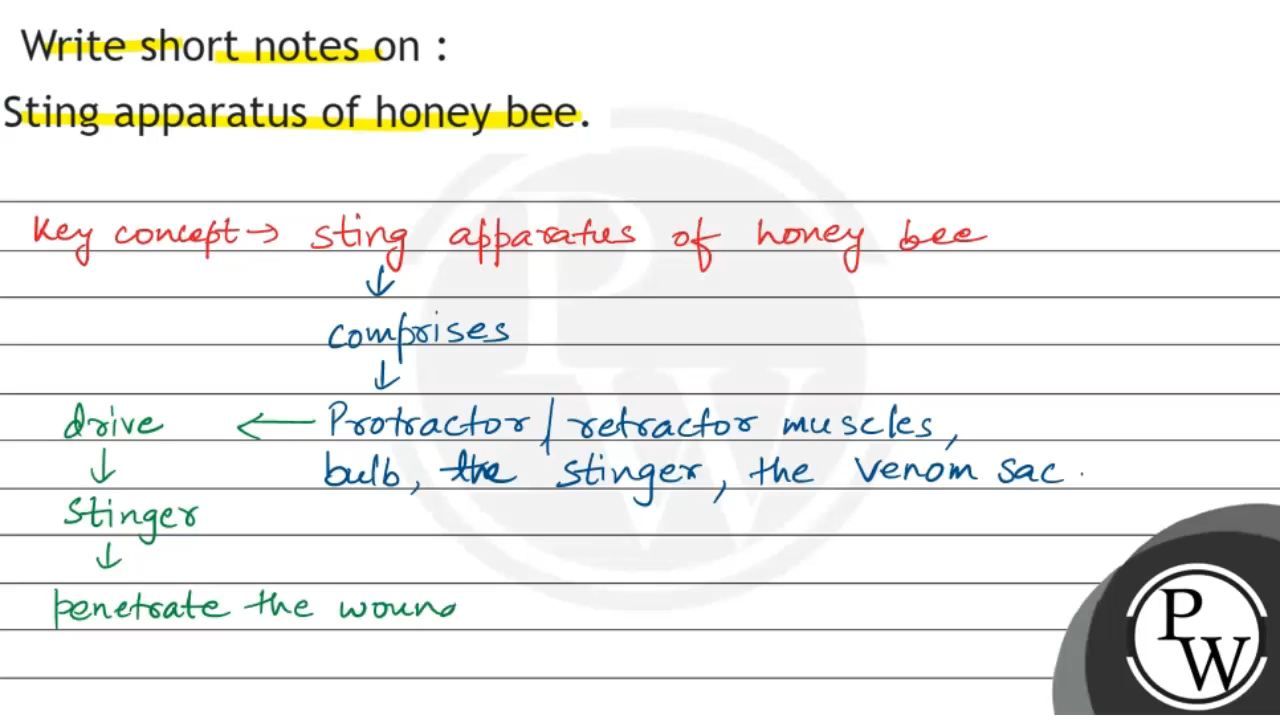 Write short notes on :
Sting apparatus of honey bee.
Key concept → sting apparatus of honey bee
↓
comprises
↓
drive ← Protractor/retractor muscles,
↓ bulb, the stinger, the venom sac.
stinger
↓
penetrate the woun
P
W
P
W